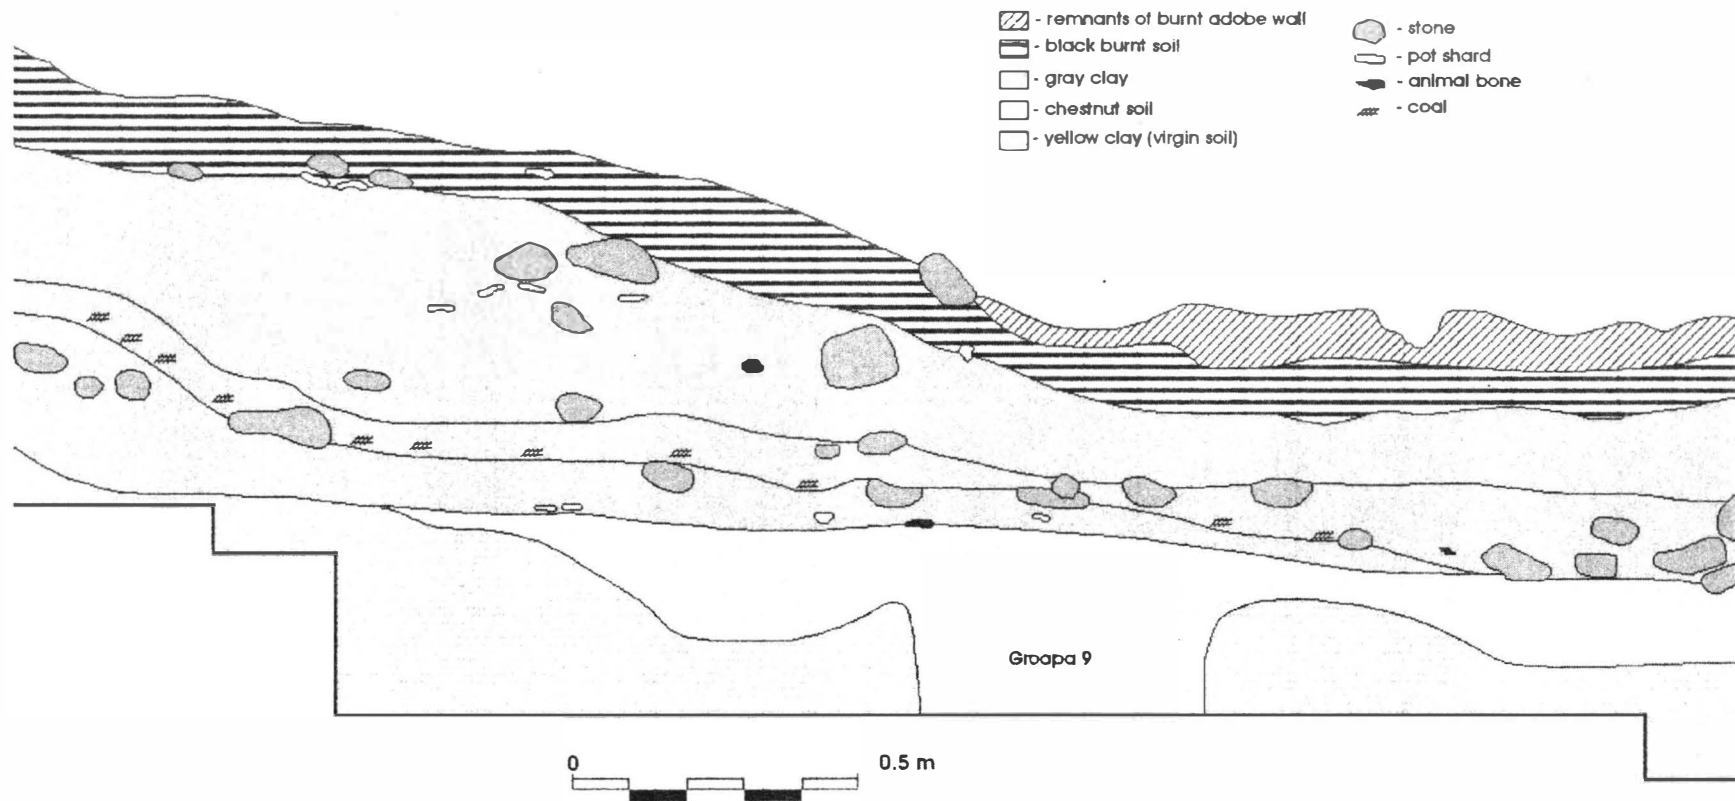 - remnants of burnt adobe wall
- black burnt soil
- gray clay
- chestnut soil
- yellow clay (virgin soil)
- stone
- pot shard
- animal bone
- coal
Groapa 9
0 0.5 m